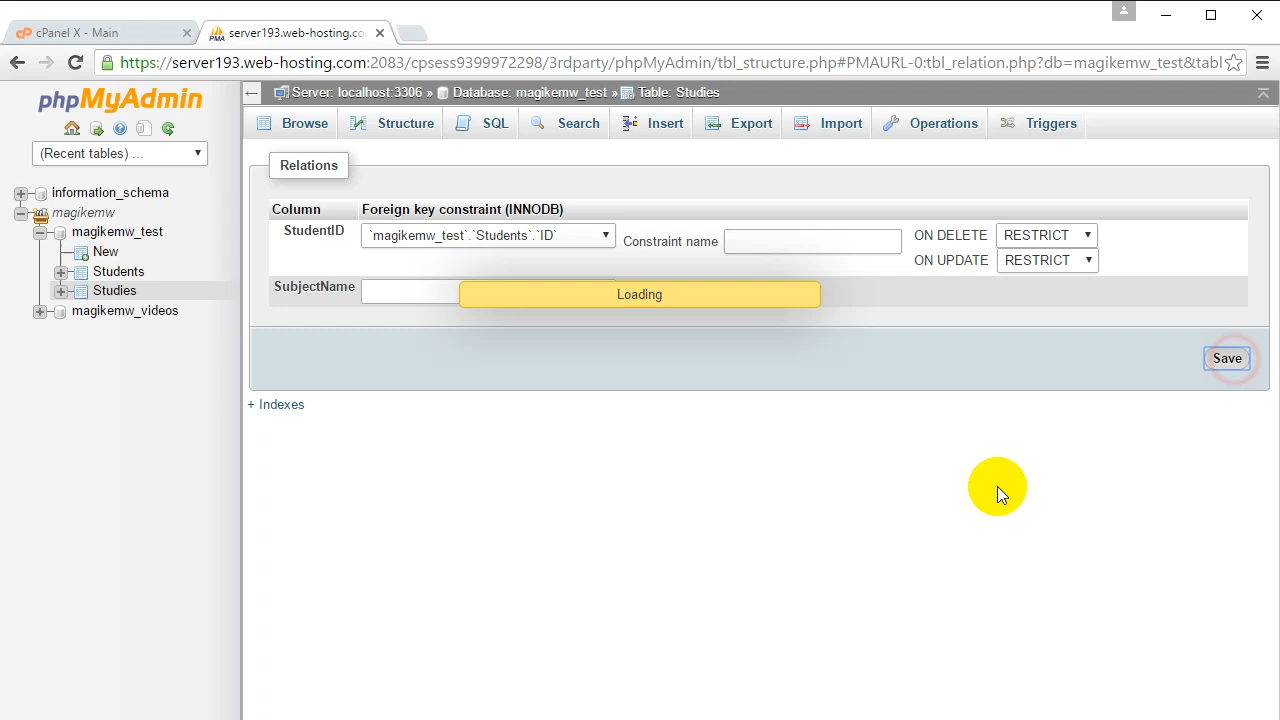 cPanel X - Main
server193.web-hosting.co
https://server193.web-hosting.com:2083/cpsess9399972298/3rdparty/phpMyAdmin/tbl_structure.php#PMAURL-0:tbl_relation.php?db=magikemw_test&tabl
phpMyAdmin
(Recent tables) ...
information_schema
magikemw
magikemw_test
New
Students
Studies
magikemw_videos
Server: localhost:3306 » Database: magikemw_test » Table: Studies
Browse Structure SQL Search Insert Export Import Operations Triggers
Relations
Column Foreign key constraint (INNODB)
StudentID `magikemw_test`.`Students`.`ID` Constraint name ON DELETE RESTRICT
ON UPDATE RESTRICT
SubjectName
Loading
Save
+ Indexes